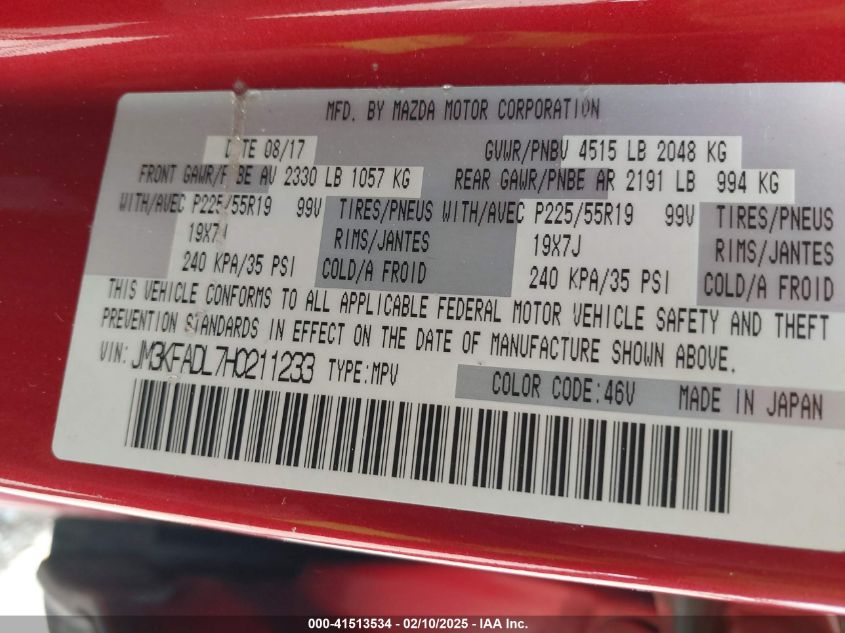 MFD. BY MAZDA MOTOR CORPORATION
DATE 08/17 GVWR/PNBV 4515 LB 2048 KG
FRONT GAWR/PNBE AV 2330 LB 1057 KG REAR GAWR/PNBE AR 2191 LB 994 KG
WITH/AVEC P225/55R19 99V TIRES/PNEUS WITH/AVEC P225/55R19 99V TIRES/PNEUS
19X7J RIMS/JANTES 19X7J RIMS/JANTES
240 KPA/35 PSI COLD/A FROID 240 KPA/35 PSI COLD/A FROID
THIS VEHICLE CONFORMS TO ALL APPLICABLE FEDERAL MOTOR VEHICLE SAFETY AND THEFT
PREVENTION STANDARDS IN EFFECT ON THE DATE OF MANUFACTURE SHOWN ABOVE.
VIN: JM3KFADL7H0211233 TYPE:MPV COLOR CODE:46V MADE IN JAPAN
000-41513534 - 02/10/2025 - IAA Inc.